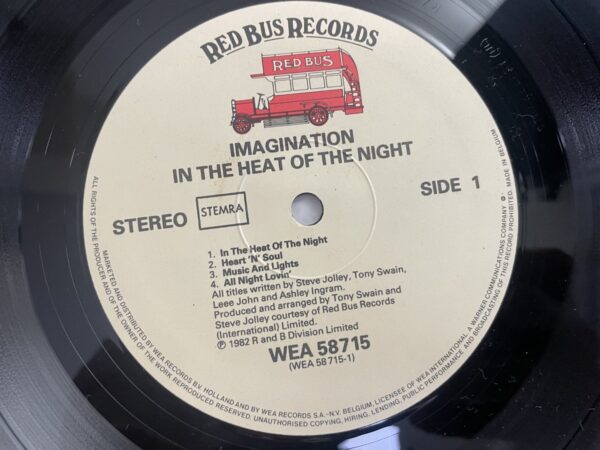 RED BUS RECORDS
RED BUS
IMAGINATION
IN THE HEAT OF THE NIGHT
STEREO
STEMRA
SIDE 1
1. In The Heat Of The Night
2. Heart 'N' Soul
3. Music And Lights
4. All Night Lovin'
All titles written by Steve Jolley, Tony Swain,
Leee John and Ashley Ingram.
Produced and arranged by Tony Swain and
Steve Jolley courtesy of Red Bus Records
(International) Limited.
Ⓟ 1982 R and B Division Limited
WEA 58715
(WEA 58 715-1)
ALL RIGHTS OF THE PRODUCER AND OF THE OWNER OF THE WORK REPRODUCED RESERVED. UNAUTHORISED COPYING, HIRING, LENDING, PUBLIC PERFORMANCE AND BROADCASTING OF THIS RECORD PROHIBITED. MADE IN BELGIUM
MARKETED AND DISTRIBUTED BY WEA RECORDS B.V. HOLLAND AND BY WEA RECORDS S.A.-N.V. BELGIUM, LICENSEE OF WEA INTERNATIONAL. A WARNER COMMUNICATIONS COMPANY